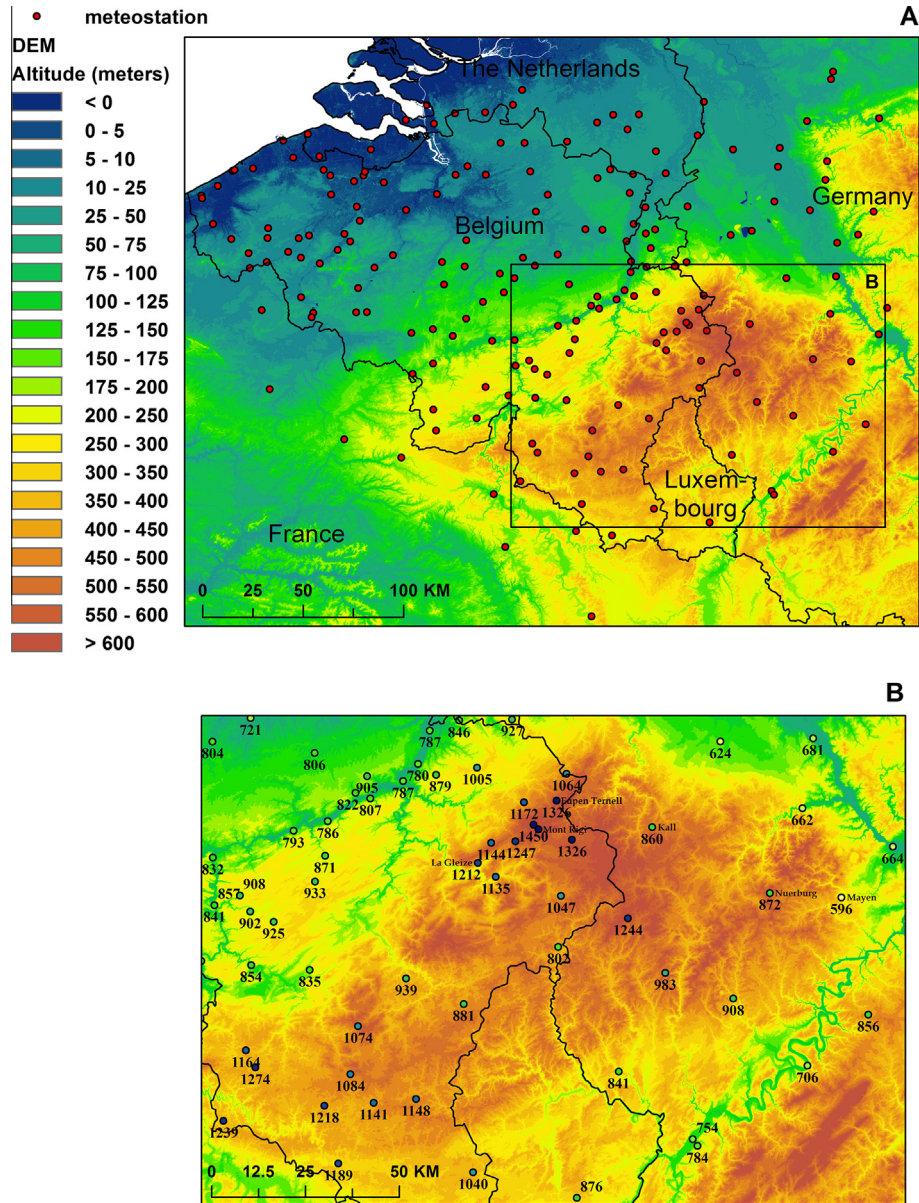 A
meteostation
DEM
Altitude (meters)
< 0
0 - 5
5 - 10
10 - 25
25 - 50
50 - 75
75 - 100
100 - 125
125 - 150
150 - 175
175 - 200
200 - 250
250 - 300
300 - 350
350 - 400
400 - 450
450 - 500
500 - 550
550 - 600
> 600
The Netherlands
Germany
Belgium
B
Luxem-
bourg
France
0 50 100 KM
B
721
846
927
787
804
806
624
681
780
1005
905
787
879
1064
822
807
1172
1326
Eupen Ternell
662
786
1450
Mont Rigi
860
Kall
793
1144
1247
1326
664
832
871
La Gleize
1212
1135
857
908
933
1047
872
Nuerburg
596
Mayen
841
902
925
1244
802
854
835
939
983
881
908
856
1074
1164
1274
1084
841
706
1218
1141
1148
1239
754
784
0 12.5 25 50 KM
1189
1040
876